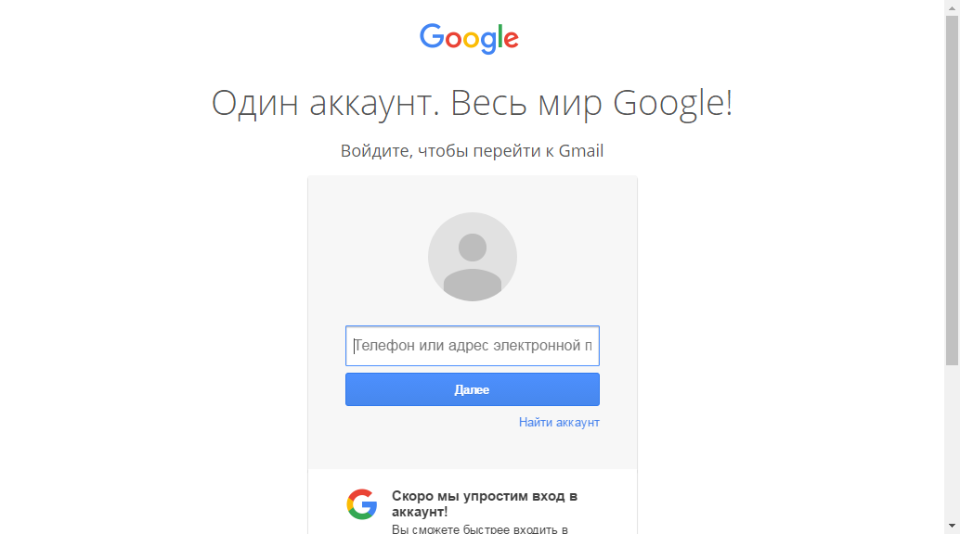 Google
Один аккаунт. Весь мир Google!
Войдите, чтобы перейти к Gmail
Телефон или адрес электронной п
Далее
Найти аккаунт
Скоро мы упростим вход в
аккаунт!
Вы сможете быстрее входить в